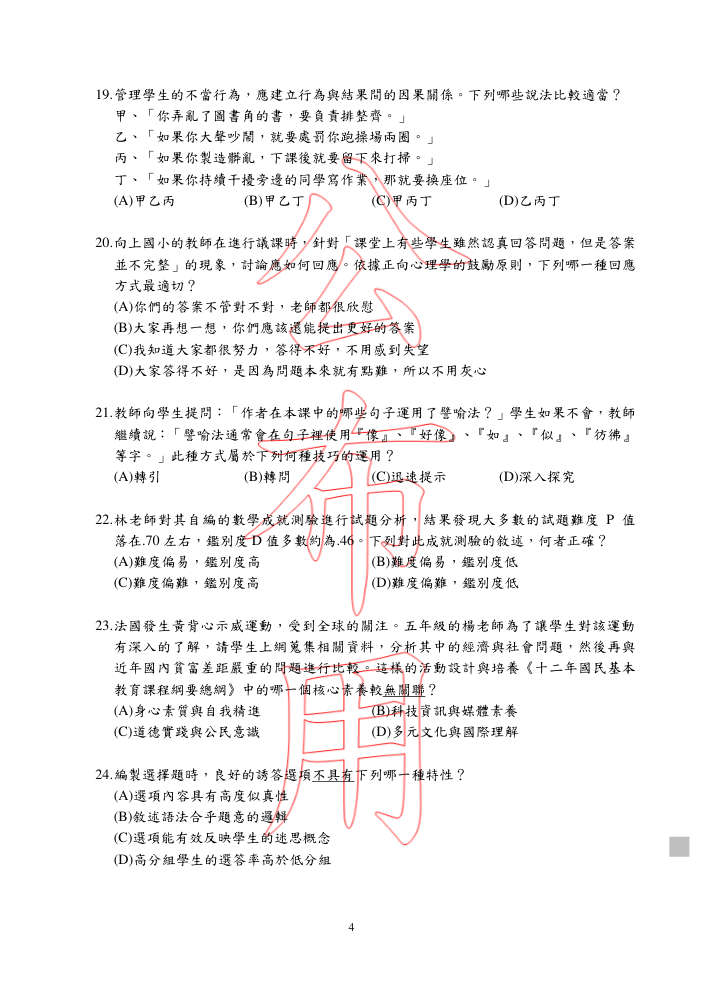 19.管理學生的不當行為，應建立行為與結果間的因果關係。下列哪些說法比較適當？
甲、「你弄亂了圖書角的書，要負責排整齊。」
乙、「如果你大聲吵鬧，就要處罰你跑操場兩圈。」
丙、「如果你製造髒亂，下課後就要留下來打掃。」
丁、「如果你持續干擾旁邊的同學寫作業，那就要換座位。」
(A)甲乙丙 (B)甲乙丁 (C)甲丙丁 (D)乙丙丁
20.向上國小的教師在進行議課時，針對「課堂上有些學生雖然認真回答問題，但是答案
並不完整」的現象，討論應如何回應。依據正向心理學的鼓勵原則，下列哪一種回應
方式最適切？
(A)你們的答案不管對不對，老師都很欣慰
(B)大家再想一想，你們應該還能提出更好的答案
(C)我知道大家都很努力，答得不好，不用感到失望
(D)大家答得不好，是因為問題本來就有點難，所以不用灰心
21.教師向學生提問：「作者在本課中的哪些句子運用了譬喻法？」學生如果不會，教師
繼續說：「譬喻法通常會在句子裡使用『像』、『好像』、『如』、『似』、『彷彿』
等字。」此種方式屬於下列何種技巧的運用？
(A)轉引 (B)轉問 (C)迅速提示 (D)深入探究
22.林老師對其自編的數學成就測驗進行試題分析，結果發現大多數的試題難度 P 值
落在.70 左右，鑑別度 D 值多數約為.46。下列對此成就測驗的敘述，何者正確？
(A)難度偏易，鑑別度高 (B)難度偏易，鑑別度低
(C)難度偏難，鑑別度高 (D)難度偏難，鑑別度低
23.法國發生黃背心示威運動，受到全球的關注。五年級的楊老師為了讓學生對該運動
有深入的了解，請學生上網蒐集相關資料，分析其中的經濟與社會問題，然後再與
近年國內貧富差距嚴重的問題進行比較。這樣的活動設計與培養《十二年國民基本
教育課程綱要總綱》中的哪一個核心素養較無關聯？
(A)身心素質與自我精進 (B)科技資訊與媒體素養
(C)道德實踐與公民意識 (D)多元文化與國際理解
24.編製選擇題時，良好的誘答選項不具有下列哪一種特性？
(A)選項內容具有高度似真性
(B)敘述語法合乎題意的邏輯
(C)選項能有效反映學生的迷思概念
(D)高分組學生的選答率高於低分組
4
公布用